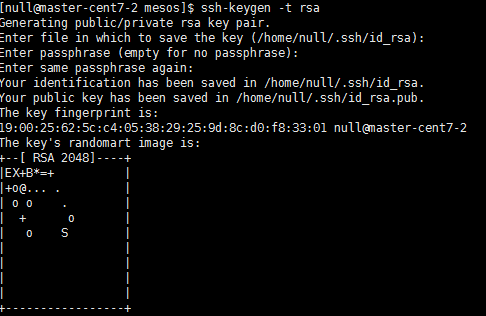 [null@master-cent7-2 mesos]$ ssh-keygen -t rsa
Generating public/private rsa key pair.
Enter file in which to save the key (/home/null/.ssh/id_rsa):
Enter passphrase (empty for no passphrase):
Enter same passphrase again:
Your identification has been saved in /home/null/.ssh/id_rsa.
Your public key has been saved in /home/null/.ssh/id_rsa.pub.
The key fingerprint is:
19:00:25:62:5c:c4:05:38:29:25:9d:8c:d0:f8:33:01 null@master-cent7-2
The key's randomart image is:
+--[ RSA 2048]----+
|EX+B*=+          |
|+o@... .         |
| o o    .        |
|  +      o       |
|   o    S        |
|                 |
|                 |
|                 |
|                 |
+-----------------+